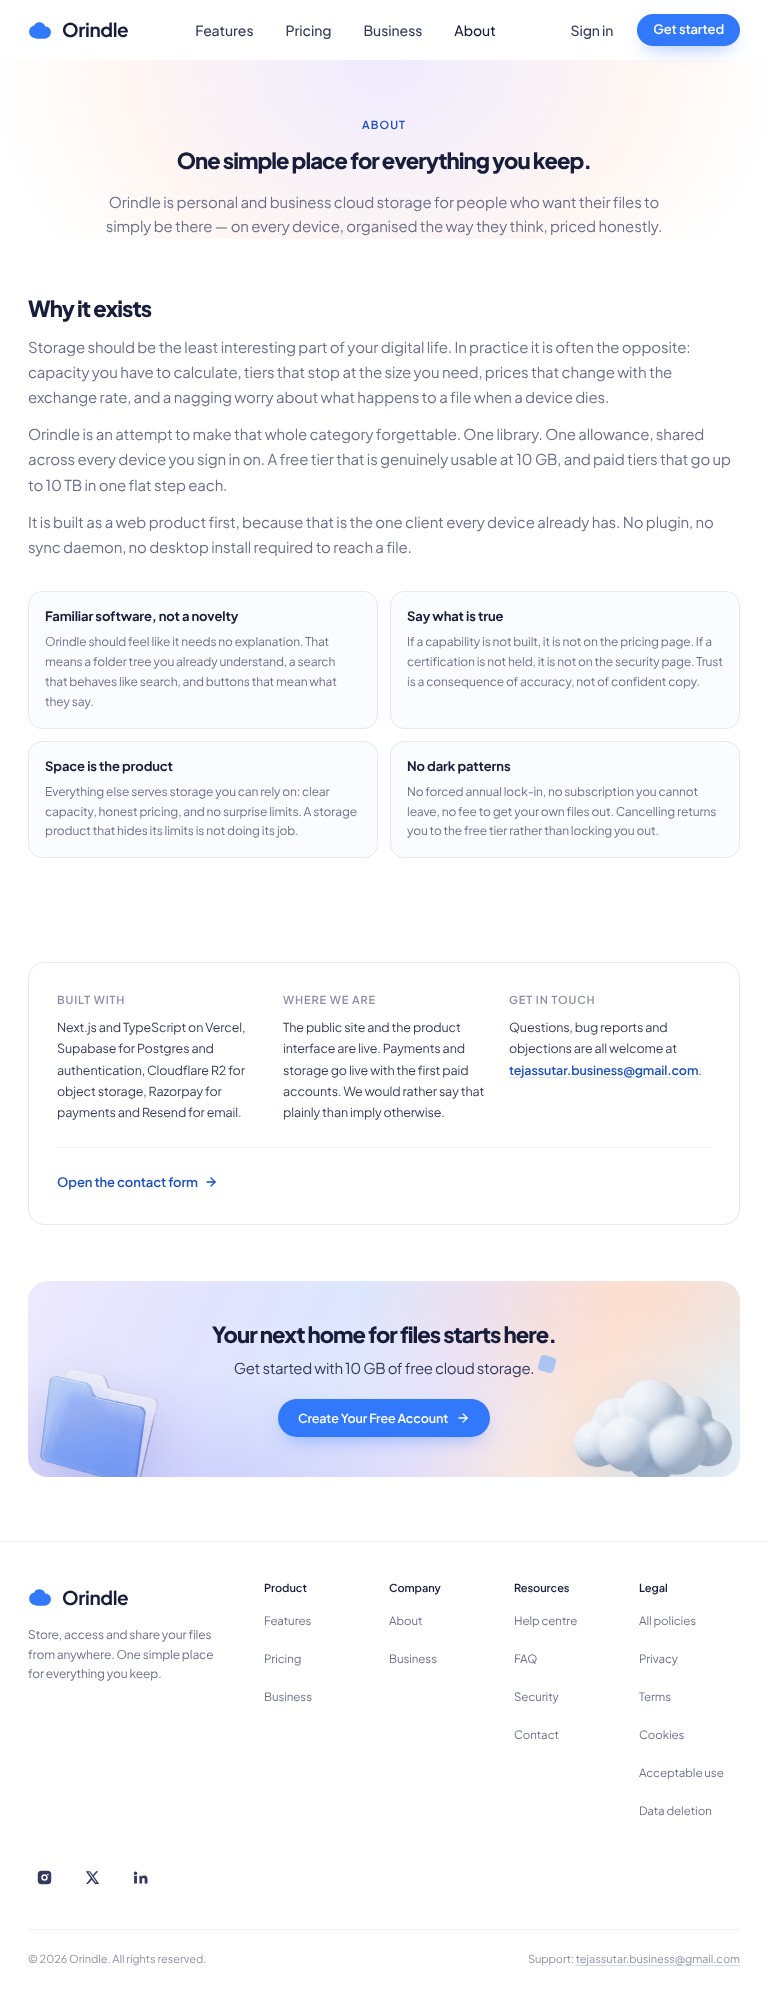 Orindle
Features
Pricing
Business
About
Sign in
Get started
ABOUT
One simple place for everything you keep.
Orindle is personal and business cloud storage for people who want their files to
simply be there — on every device, organised the way they think, priced honestly.
Why it exists
Storage should be the least interesting part of your digital life. In practice it is often the opposite:
capacity you have to calculate, tiers that stop at the size you need, prices that change with the
exchange rate, and a nagging worry about what happens to a file when a device dies.
Orindle is an attempt to make that whole category forgettable. One library. One allowance, shared
across every device you sign in on. A free tier that is genuinely usable at 10 GB, and paid tiers that go up
to 10 TB in one flat step each.
It is built as a web product first, because that is the one client every device already has. No plugin, no
sync daemon, no desktop install required to reach a file.
Familiar software, not a novelty
Orindle should feel like it needs no explanation. That
means a folder tree you already understand, a search
that behaves like search, and buttons that mean what
they say.
Say what is true
If a capability is not built, it is not on the pricing page. If a
certification is not held, it is not on the security page. Trust
is a consequence of accuracy, not of confident copy.
Space is the product
Everything else serves storage you can rely on: clear
capacity, honest pricing, and no surprise limits. A storage
product that hides its limits is not doing its job.
No dark patterns
No forced annual lock-in, no subscription you cannot
leave, no fee to get your own files out. Cancelling returns
you to the free tier rather than locking you out.
BUILT WITH
Next.js and TypeScript on Vercel,
Supabase for Postgres and
authentication, Cloudflare R2 for
object storage, Razorpay for
payments and Resend for email.
WHERE WE ARE
The public site and the product
interface are live. Payments and
storage go live with the first paid
accounts. We would rather say that
plainly than imply otherwise.
GET IN TOUCH
Questions, bug reports and
objections are all welcome at
tejassutar.business@gmail.com.
Open the contact form →
Your next home for files starts here.
Get started with 10 GB of free cloud storage.
Create Your Free Account →
Orindle
Store, access and share your files
from anywhere. One simple place
for everything you keep.
Product
Features
Pricing
Business
Company
About
Business
Resources
Help centre
FAQ
Security
Contact
Legal
All policies
Privacy
Terms
Cookies
Acceptable use
Data deletion
© 2026 Orindle. All rights reserved.
Support: tejassutar.business@gmail.com